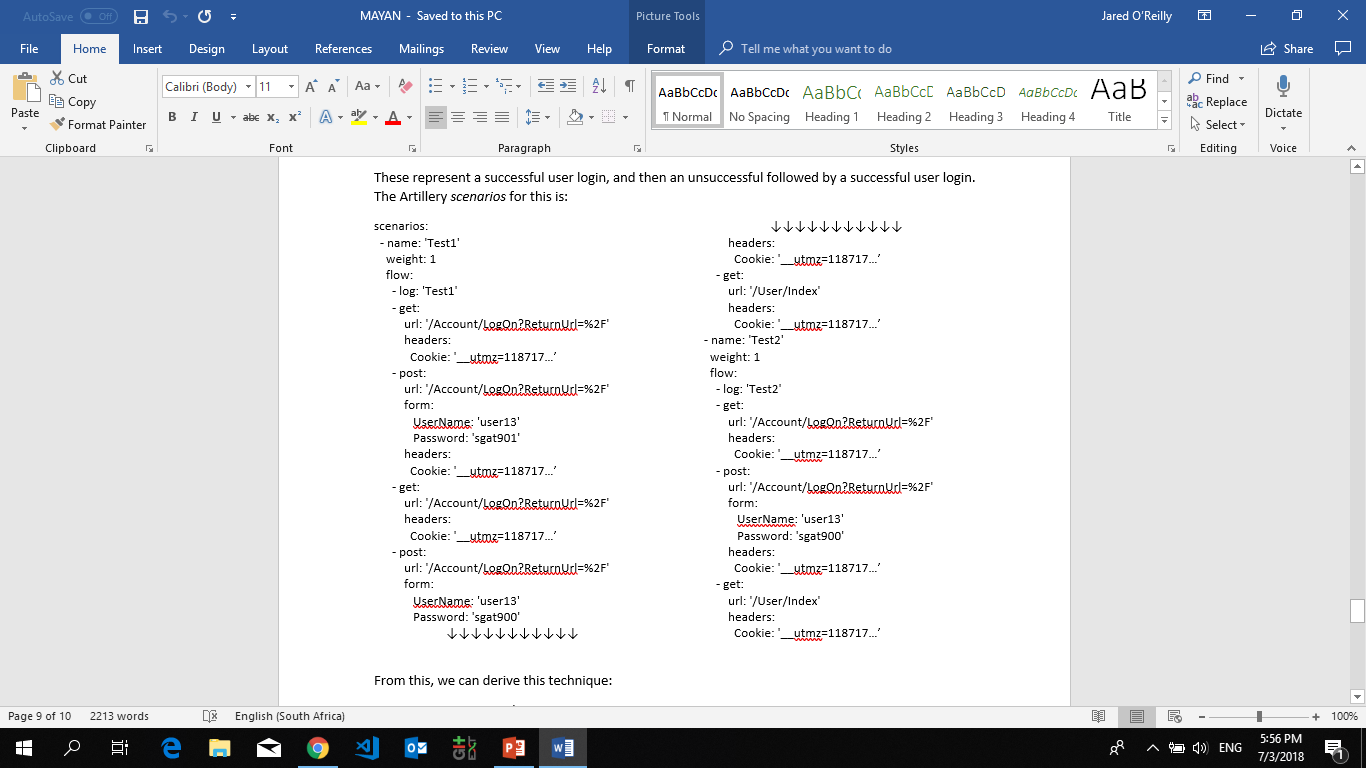 AutoSave Off
MAYAN - Saved to this PC
Picture Tools
Jared O'Reilly
File Home Insert Design Layout References Mailings Review View Help Format Tell me what you want to do Share
Paste
Cut
Copy
Format Painter
Clipboard
Calibri (Body) 11
Font
Paragraph
AaBbCcDc AaBbCcDc AaBbCc AaBbCcD AaBbCcD AaBbCcDc AaB
¶ Normal No Spacing Heading 1 Heading 2 Heading 3 Heading 4 Title
Styles
Find
Replace
Select
Editing
Dictate
Voice
These represent a successful user login, and then an unsuccessful followed by a successful user login.
The Artillery scenarios for this is:
scenarios:
- name: 'Test1'
weight: 1
flow:
- log: 'Test1'
- get:
url: '/Account/LogOn?ReturnUrl=%2F'
headers:
Cookie: '__utmz=118717…’
- post:
url: '/Account/LogOn?ReturnUrl=%2F'
form:
UserName: 'user13'
Password: 'sgat901'
headers:
Cookie: '__utmz=118717…’
- get:
url: '/Account/LogOn?ReturnUrl=%2F'
headers:
Cookie: '__utmz=118717…’
- post:
url: '/Account/LogOn?ReturnUrl=%2F'
form:
UserName: 'user13'
Password: 'sgat900'
↓↓↓↓↓↓↓↓↓↓↓
↓↓↓↓↓↓↓↓↓↓↓
headers:
Cookie: '__utmz=118717…’
- get:
url: '/User/Index'
headers:
Cookie: '__utmz=118717…’
- name: 'Test2'
weight: 1
flow:
- log: 'Test2'
- get:
url: '/Account/LogOn?ReturnUrl=%2F'
headers:
Cookie: '__utmz=118717…’
- post:
url: '/Account/LogOn?ReturnUrl=%2F'
form:
UserName: 'user13'
Password: 'sgat900'
headers:
Cookie: '__utmz=118717…’
- get:
url: '/User/Index'
headers:
Cookie: '__utmz=118717…’
From this, we can derive this technique:
Page 9 of 10 2213 words English (South Africa) 100%
ENG
5:56 PM
7/3/2018